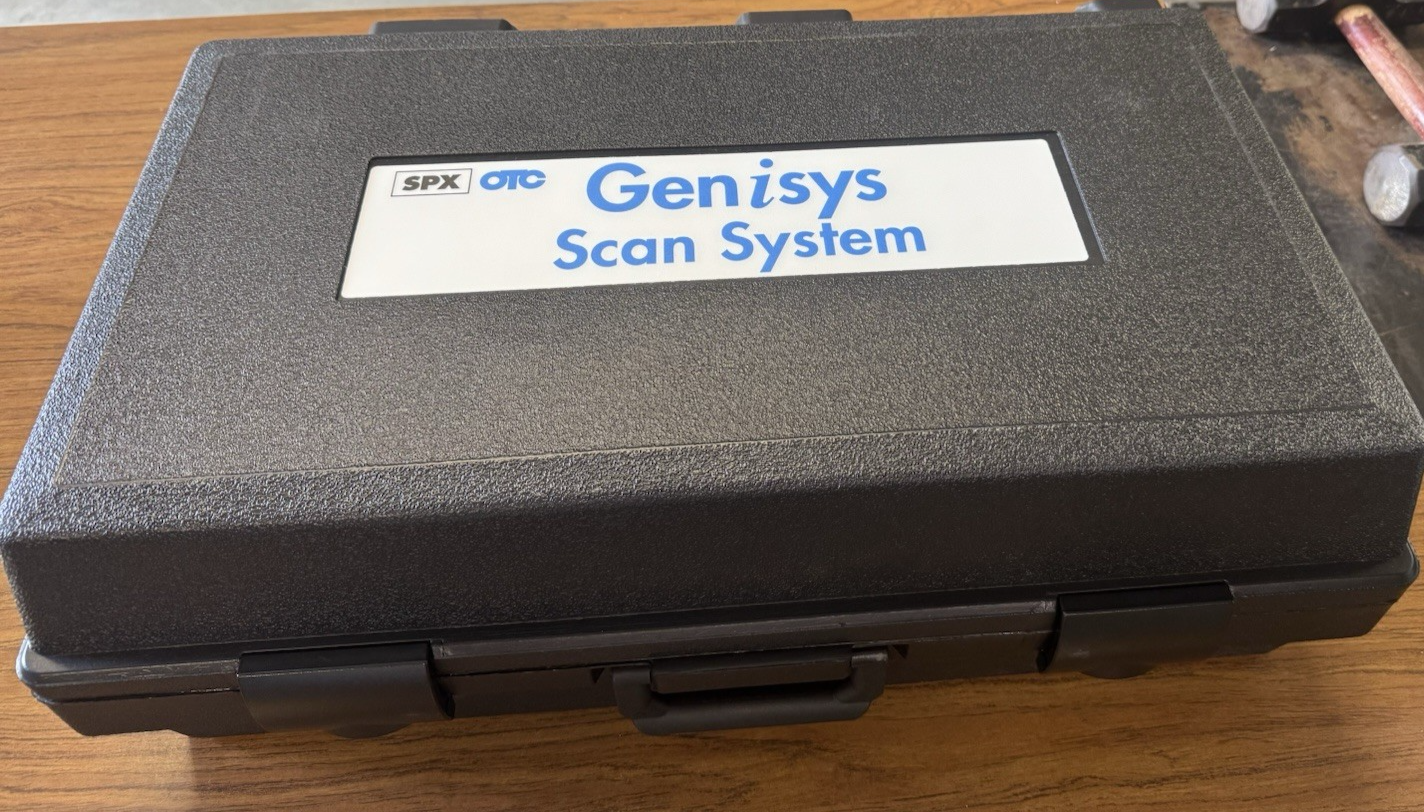 SPX OTC Genisys
Scan System